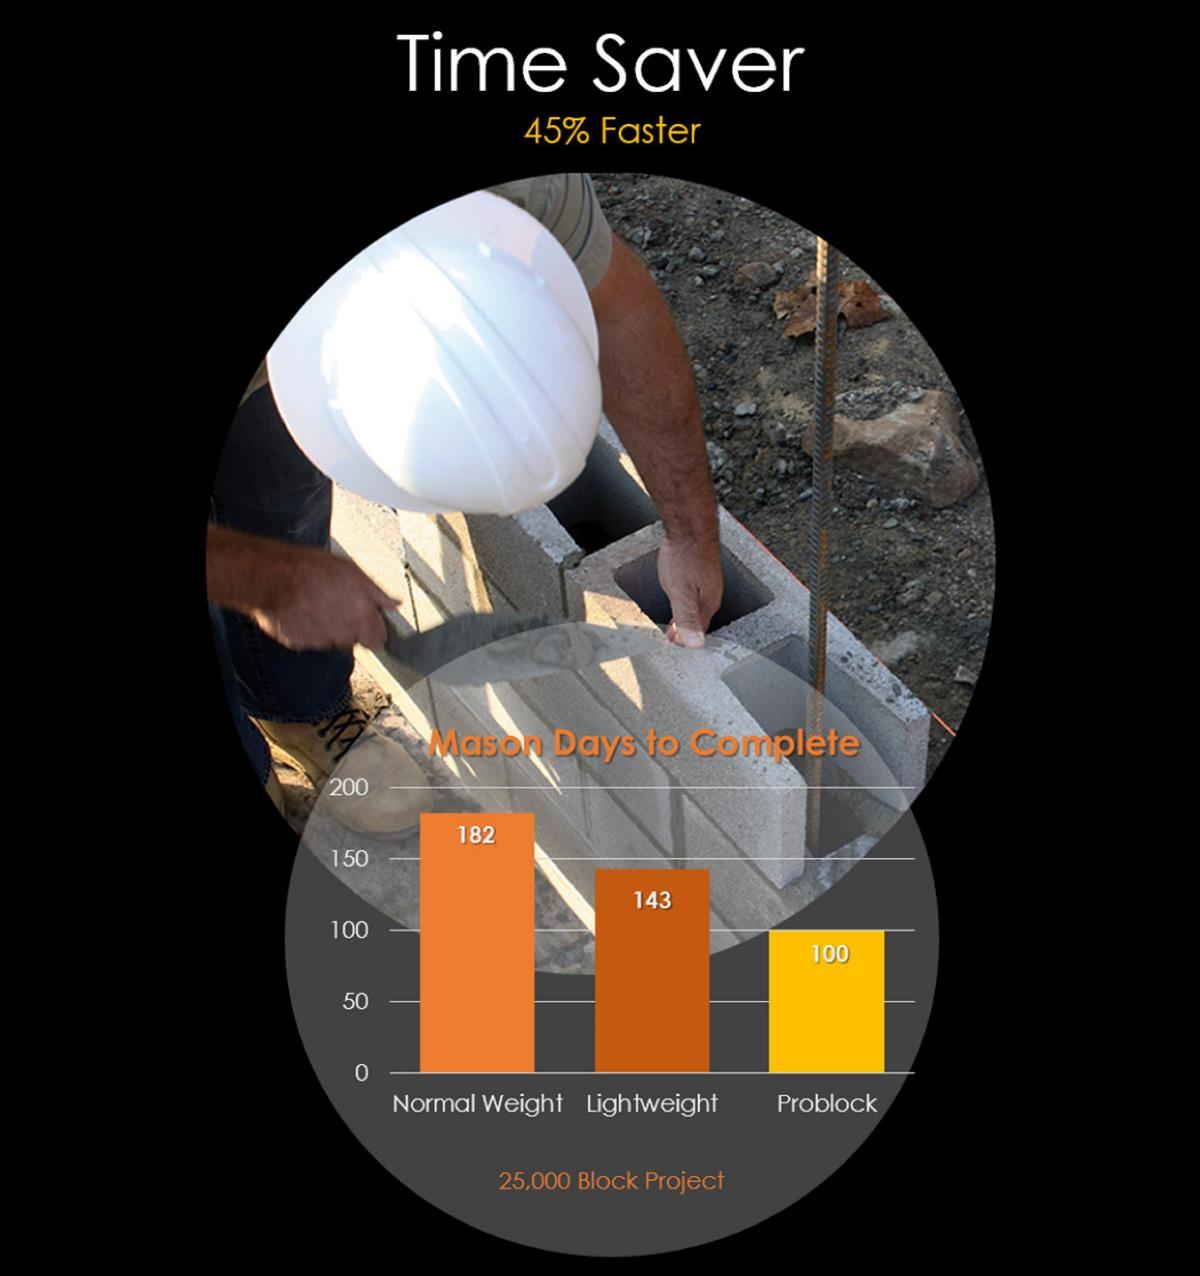 Time Saver
45% Faster
Mason Days to Complete
200
182
150
143
100
100
50
0
Normal Weight Lightweight Problock
25,000 Block Project